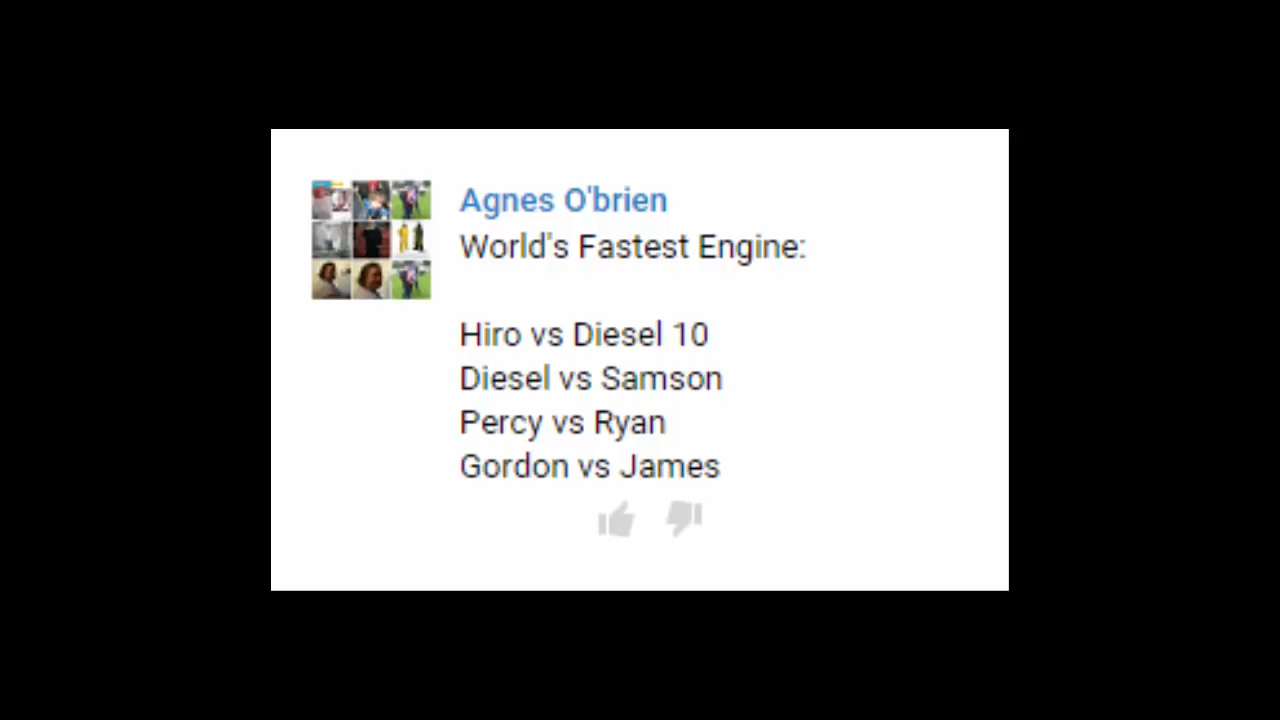 Agnes O'brien
World's Fastest Engine:
Hiro vs Diesel 10
Diesel vs Samson
Percy vs Ryan
Gordon vs James